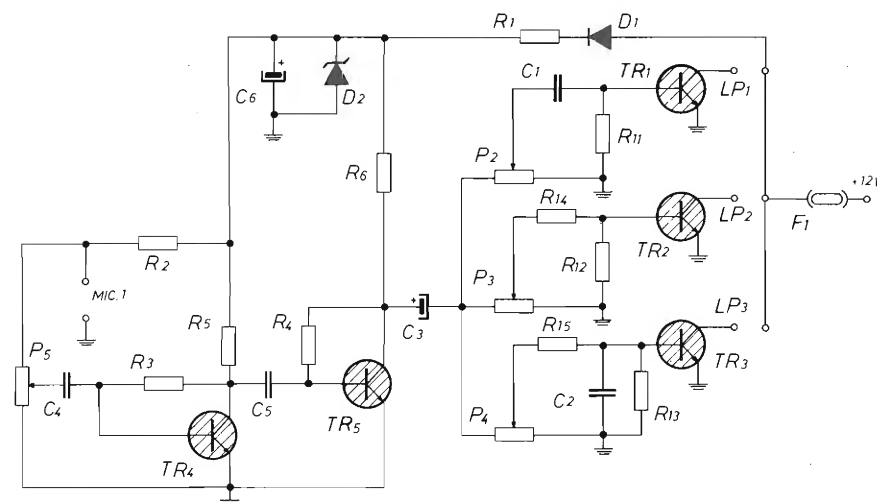 R1
D1
C6
D2
C1
TR1
LP1
R11
P2
R6
R14
TR2
LP2
F1
+12V
R12
P3
R2
MIC.1
R5
R4
C3
R15
LP3
TR3
P5
C4
R3
C5
TR5
P4
C2
R13
TR4
+
+